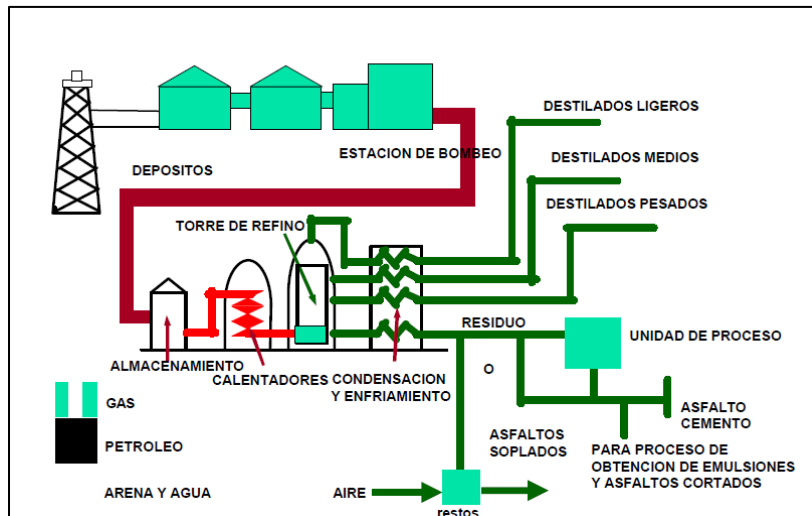 DESTILADOS LIGEROS
ESTACION DE BOMBEO
DESTILADOS MEDIOS
DEPOSITOS
DESTILADOS PESADOS
TORRE DE REFINO
RESIDUO
UNIDAD DE PROCESO
ALMACENAMIENTO
CALENTADORES
CONDENSACION
Y ENFRIAMIENTO
O
GAS
ASFALTO
CEMENTO
PETROLEO
ASFALTOS
SOPLADOS
PARA PROCESO DE
OBTENCION DE EMULSIONES
Y ASFALTOS CORTADOS
ARENA Y AGUA
AIRE
restos